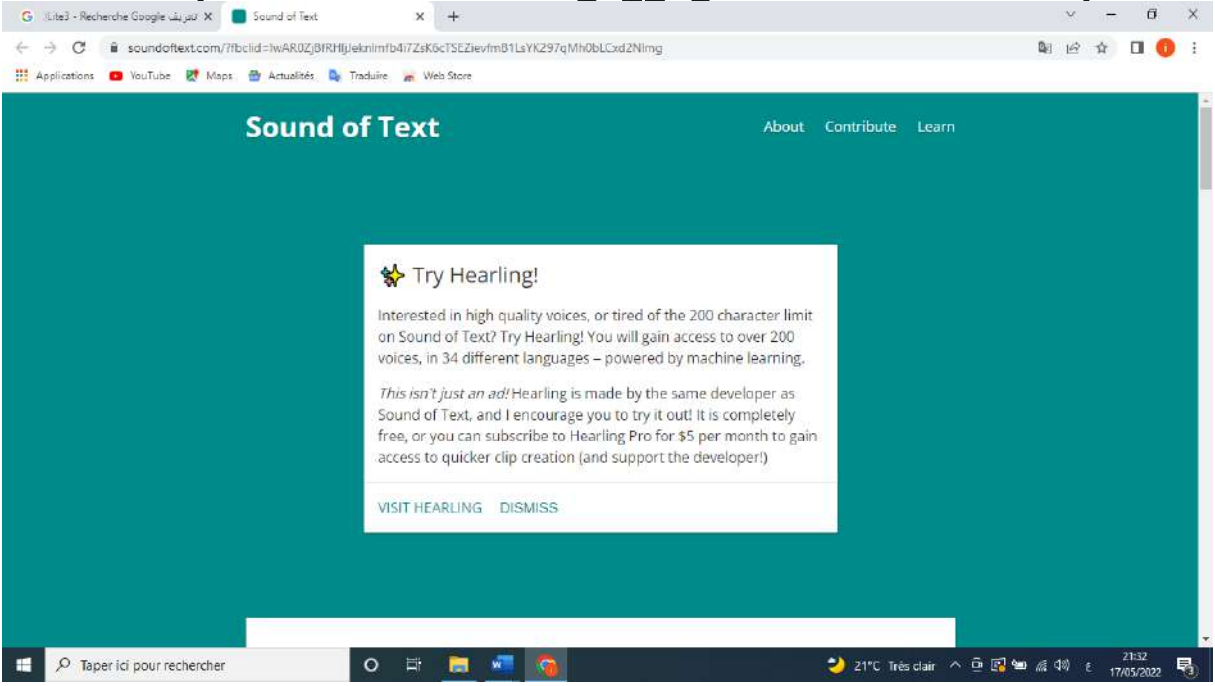 SLite3 - Recherche Google تعريف
Sound of Text
soundoftext.com/?fbclid=
Applications YouTube Maps Actualités Traduire Web Store
Sound of Text
About Contribute Learn
Try Hearling!
Interested in high quality voices, or tired of the 200 character limit
on Sound of Text? Try Hearling! You will gain access to over 200
voices, in 34 different languages – powered by machine learning.
This isn't just an ad! Hearling is made by the same developer as
Sound of Text, and I encourage you to try it out! It is completely
free, or you can subscribe to Hearling Pro for $5 per month to gain
access to quicker clip creation (and support the developer!)
VISIT HEARLING DISMISS
Taper ici pour rechercher
21°C Très clair
ع
21:32
17/05/2022
3